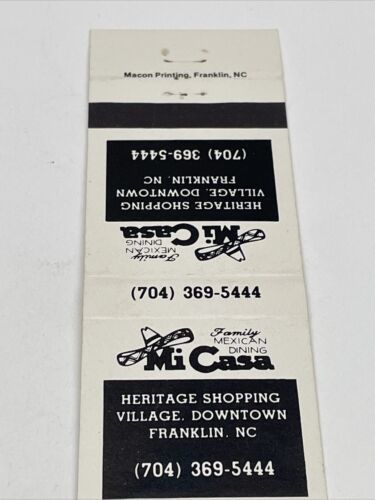 Macon Printing, Franklin, NC
(704) 369-5444
HERITAGE SHOPPING
VILLAGE, DOWNTOWN
FRANKLIN, NC
Family
MEXICAN
DINING
Mi Casa
(704) 369-5444
Family
MEXICAN
DINING
Mi Casa
HERITAGE SHOPPING
VILLAGE, DOWNTOWN
FRANKLIN, NC
(704) 369-5444